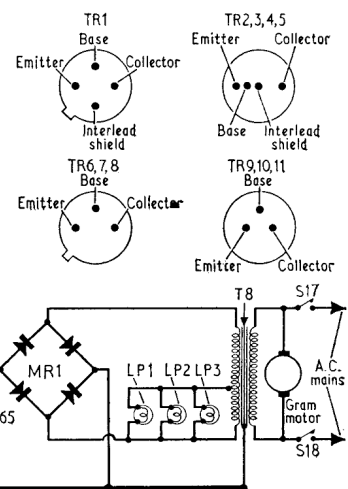 TR1
Base
Emitter
Collector
Interlead
shield
TR2,3,4,5
Emitter
Collector
Base
Interlead
shield
TR6,7,8
Base
Emitter
Collector
TR9,10,11
Base
Emitter
Collector
T8
S17
MR1
LP1 LP2 LP3
A.C.
mains
65
Gram
motor
S18